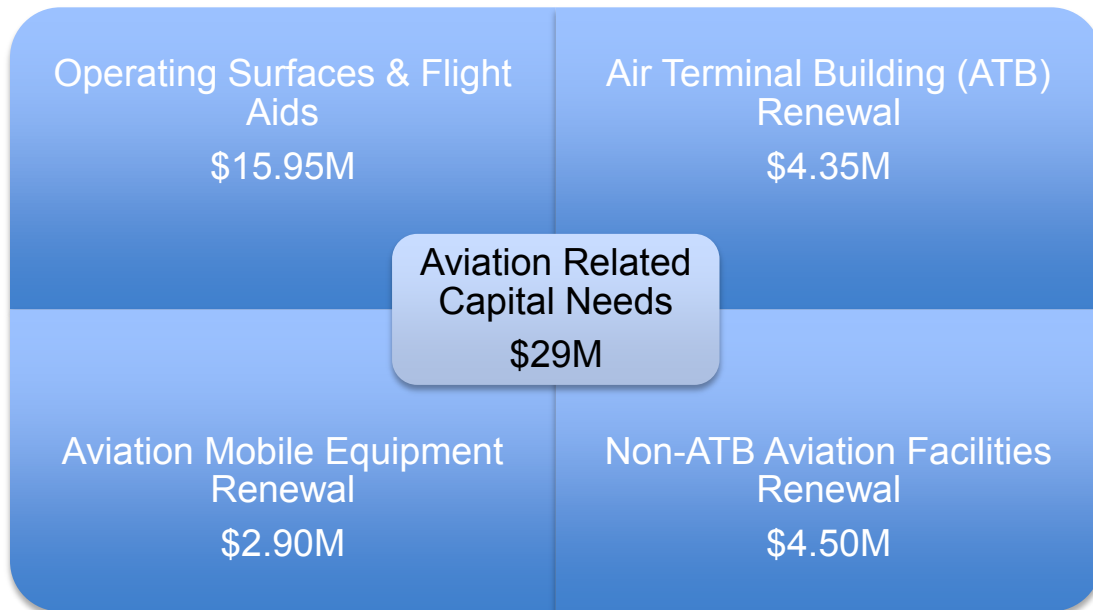 Operating Surfaces & Flight
Aids
$15.95M
Air Terminal Building (ATB)
Renewal
$4.35M
Aviation Related
Capital Needs
$29M
Aviation Mobile Equipment
Renewal
$2.90M
Non-ATB Aviation Facilities
Renewal
$4.50M